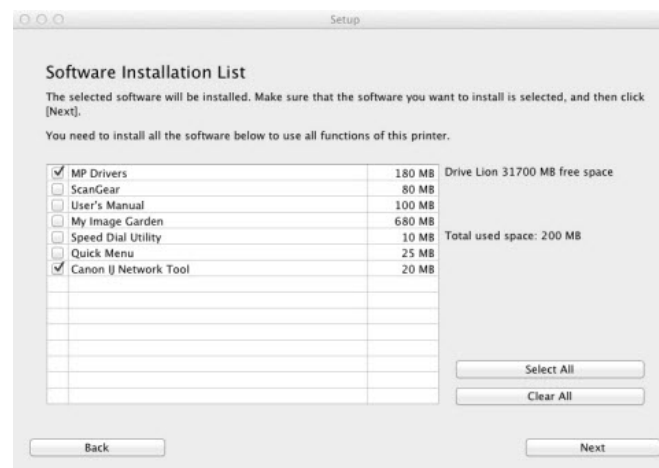 Setup
Software Installation List
The selected software will be installed. Make sure that the software you want to install is selected, and then click
[Next].
You need to install all the software below to use all functions of this printer.
MP Drivers 180 MB
ScanGear 80 MB
User's Manual 100 MB
My Image Garden 680 MB
Speed Dial Utility 10 MB
Quick Menu 25 MB
Canon IJ Network Tool 20 MB
Drive Lion 31700 MB free space
Total used space: 200 MB
Select All
Clear All
Back
Next